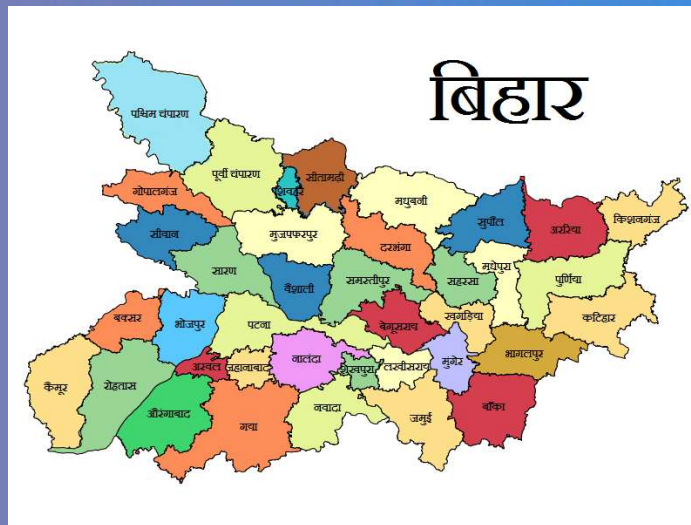 बिहार
पश्चिम चंपारण
पूर्वी चंपारण
शिवहर
सीतामढ़ी
गोपालगंज
मधुबनी
सुपौल
अररिया
किशनगंज
सीवान
मुजफ्फरपुर
दरभंगा
सारण
वैशाली
समस्तीपुर
सहरसा
मधेपुरा
पुर्णिया
बक्सर
भोजपुर
पटना
बेगूसराय
खगड़िया
कटिहार
कैमूर
रोहतास
अरवल
जहानाबाद
नालंदा
शेखपुरा
लखीसराय
मुंगेर
भागलपुर
औरंगाबाद
गया
नवादा
जमुई
बाँका